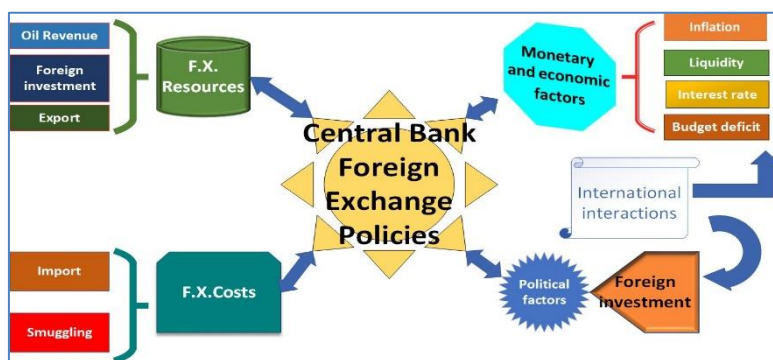 Oil Revenue
Foreign
investment
Export
F.X.
Resources
Central Bank
Foreign
Exchange
Policies
Monetary
and economic
factors
Inflation
Liquidity
Interest rate
Budget deficit
International
interactions
Import
Smuggling
F.X.Costs
Political
factors
Foreign
investment